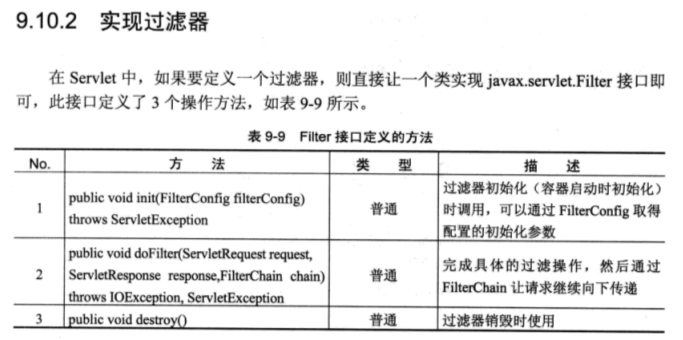 9.10.2 实现过滤器
在 Servlet 中，如果要定义一个过滤器，则直接让一个类实现 javax.servlet.Filter 接口即
可，此接口定义了 3 个操作方法，如表 9-9 所示。
表 9-9 Filter 接口定义的方法
No. 方 法 类 型 描 述
1 public void init(FilterConfig filterConfig) throws ServletException 普通 过滤器初始化（容器启动时初始化）
时调用，可以通过 FilterConfig 取得
配置的初始化参数
2 public void doFilter(ServletRequest request,
ServletResponse response,FilterChain chain)
throws IOException, ServletException
普通
完成具体的过滤操作，然后通过
FilterChain 让请求继续向下传递
3 public void destroy() 普通 过滤器销毁时使用